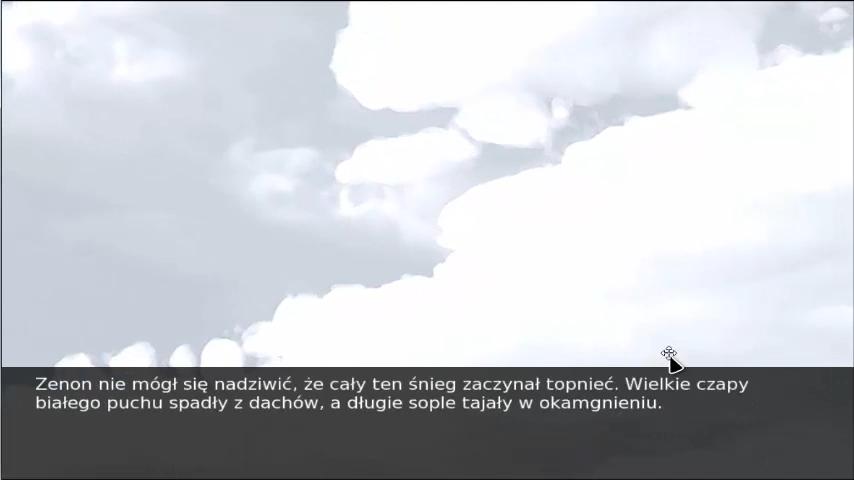 Zenon nie mógł się nadziwić, że cały ten śnieg zaczynał topnieć. Wielkie czapy
białego puchu spadły z dachów, a długie sople tajały w okamgnieniu.